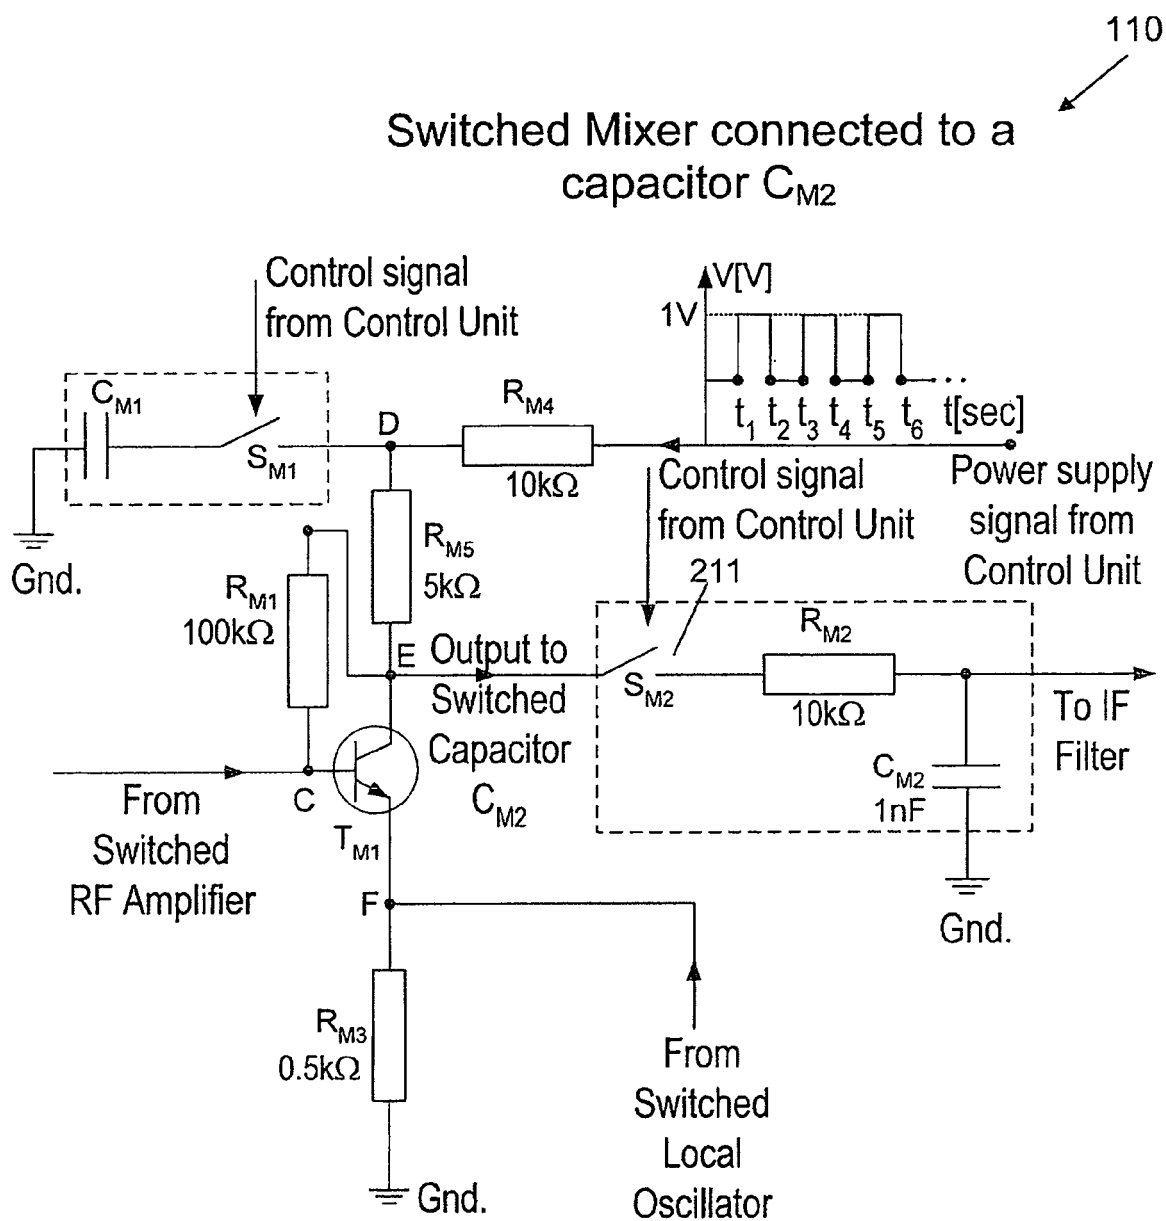 110
Switched Mixer connected to a
capacitor CM2
Control signal
from Control Unit
V[V]
1V
t1 t2 t3 t4 t5 t6 t[sec]
CM1
SM1
D
RM4
10kΩ
Control signal
from Control Unit
Power supply
signal from
Control Unit
Gnd.
RM1
100kΩ
RM5
5kΩ
211
E
Output to
Switched
Capacitor
CM2
SM2
RM2
10kΩ
To IF
Filter
CM2
1nF
Gnd.
C
From
Switched
RF Amplifier
TM1
F
RM3
0.5kΩ
Gnd.
From
Switched
Local
Oscillator